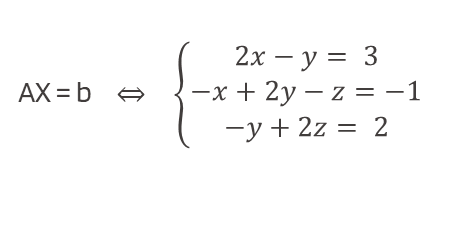 2x − y = 3
AX = b ⇔ { −x + 2y − z = −1
−y + 2z = 2